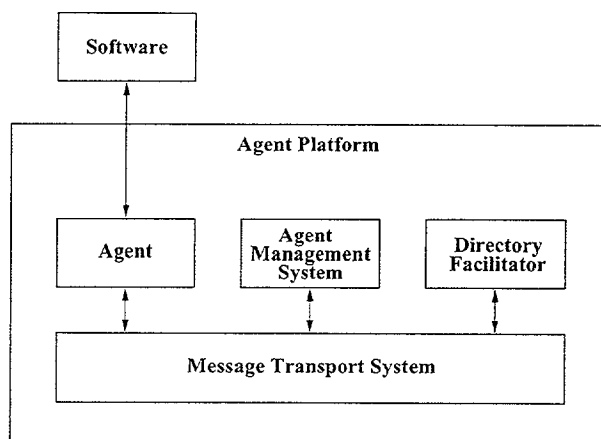 Software
Agent Platform
Agent
Agent
Management
System
Directory
Facilitator
Message Transport System